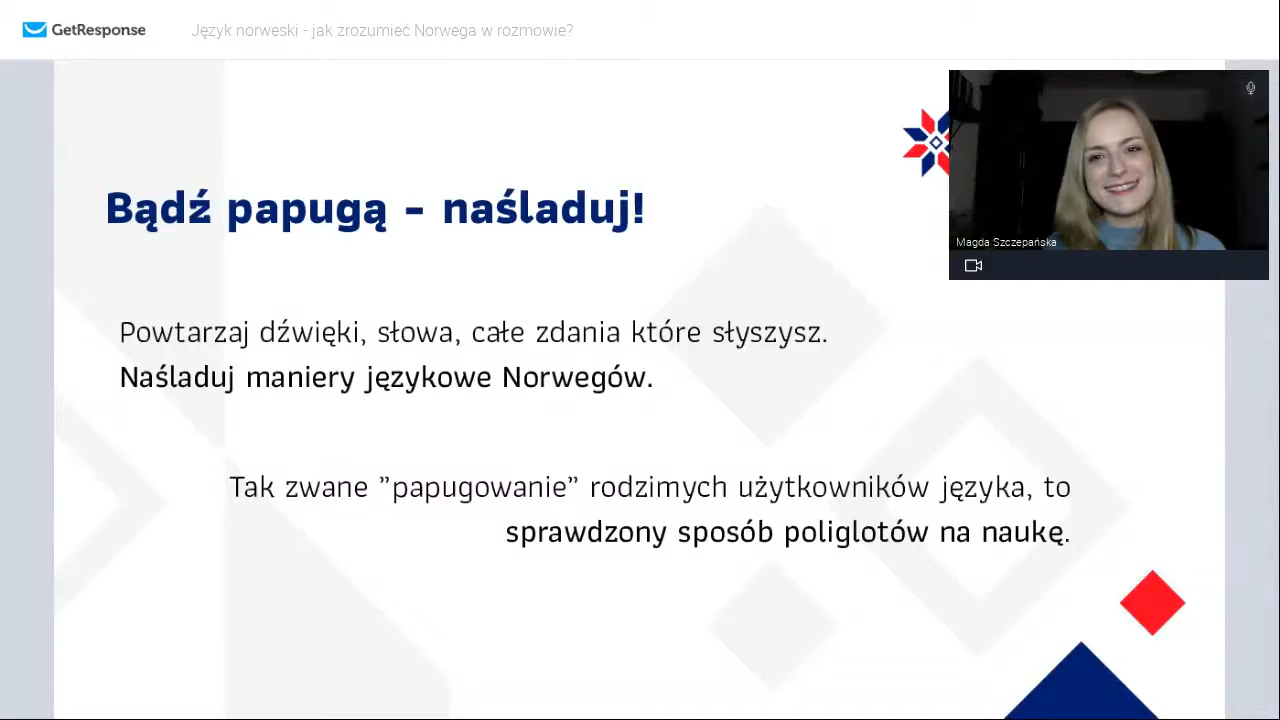 GetResponse
Język norweski - jak zrozumieć Norwega w rozmowie?
Magda Szczepańska
Bądź papugą - naśladuj!
Powtarzaj dźwięki, słowa, całe zdania które słyszysz.
Naśladuj maniery językowe Norwegów.
Tak zwane ”papugowanie” rodzimych użytkowników języka, to
sprawdzony sposób poliglotów na naukę.